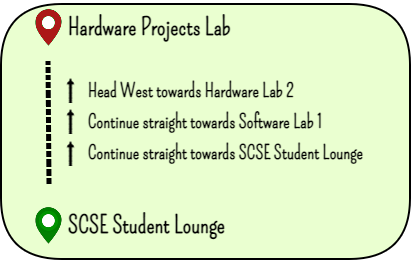 Hardware Projects Lab
Head West towards Hardware Lab 2
Continue straight towards Software Lab 1
Continue straight towards SCSE Student Lounge
SCSE Student Lounge